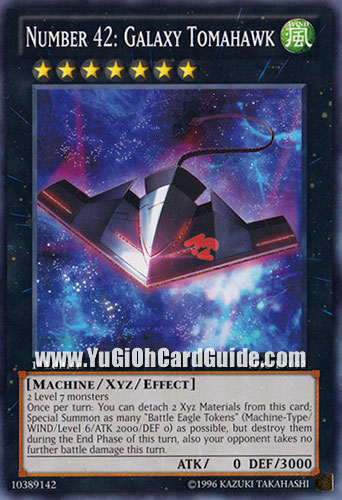 NUMBER 42: GALAXY TOMAHAWK
WIND
風
42
www.YuGiOhCardGuide.com
[MACHINE/XYZ/EFFECT]
2 Level 7 monsters
Once per turn: You can detach 2 Xyz Materials from this card;
Special Summon as many "Battle Eagle Tokens" (Machine-Type/
WIND/Level 6/ATK 2000/DEF 0) as possible, but destroy them
during the End Phase of this turn, also your opponent takes no
further battle damage this turn.
ATK/ 0 DEF/3000
10389142
©1996 KAZUKI TAKAHASHI